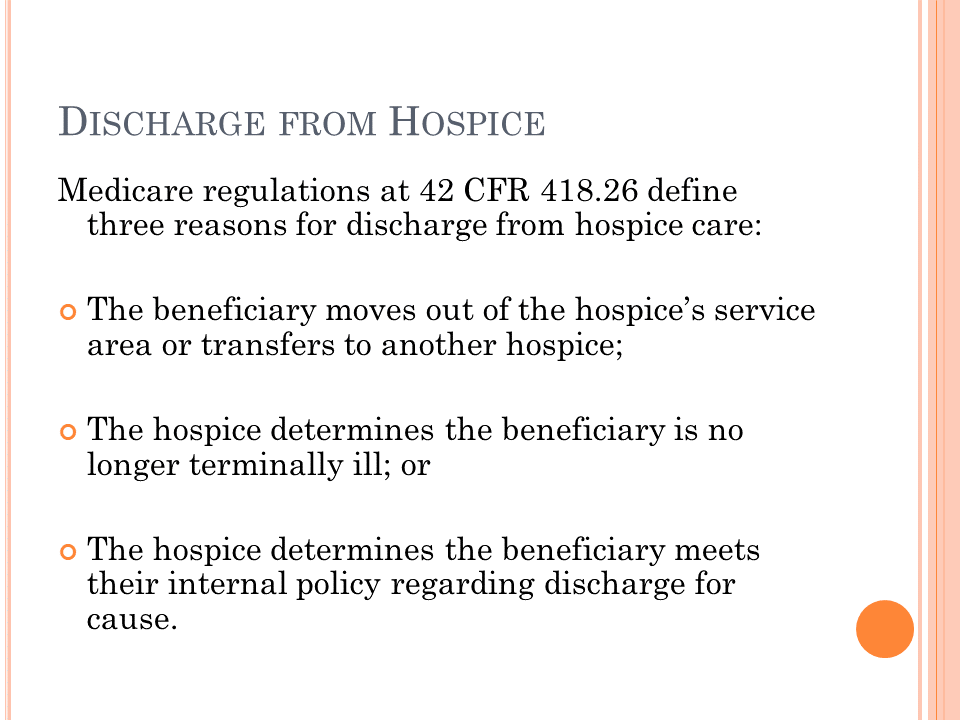 DISCHARGE FROM HOSPICE
Medicare regulations at 42 CFR 418.26 define
three reasons for discharge from hospice care:
The beneficiary moves out of the hospice’s service
area or transfers to another hospice;
The hospice determines the beneficiary is no
longer terminally ill; or
The hospice determines the beneficiary meets
their internal policy regarding discharge for
cause.